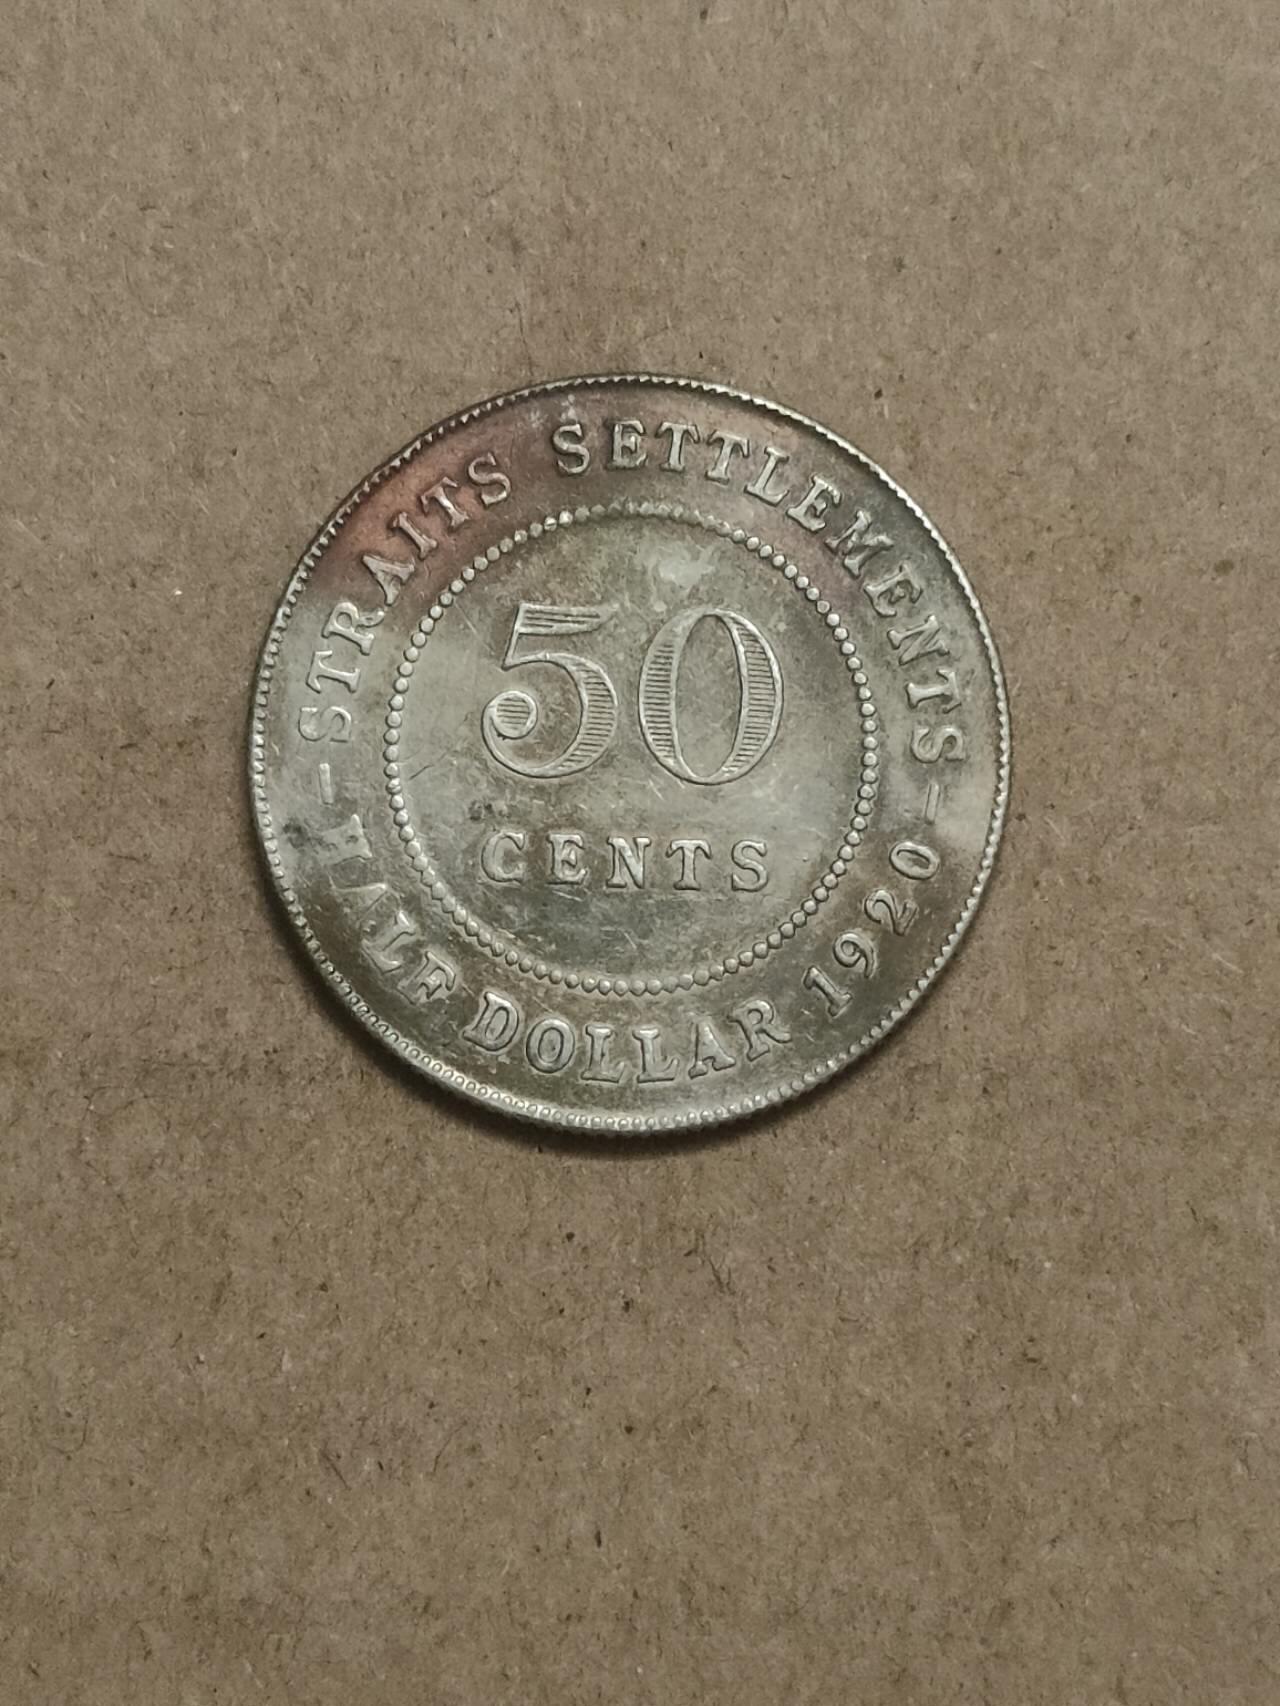 STRAITS SETTLEMENTS
50
CENTS
HALF DOLLAR 1920